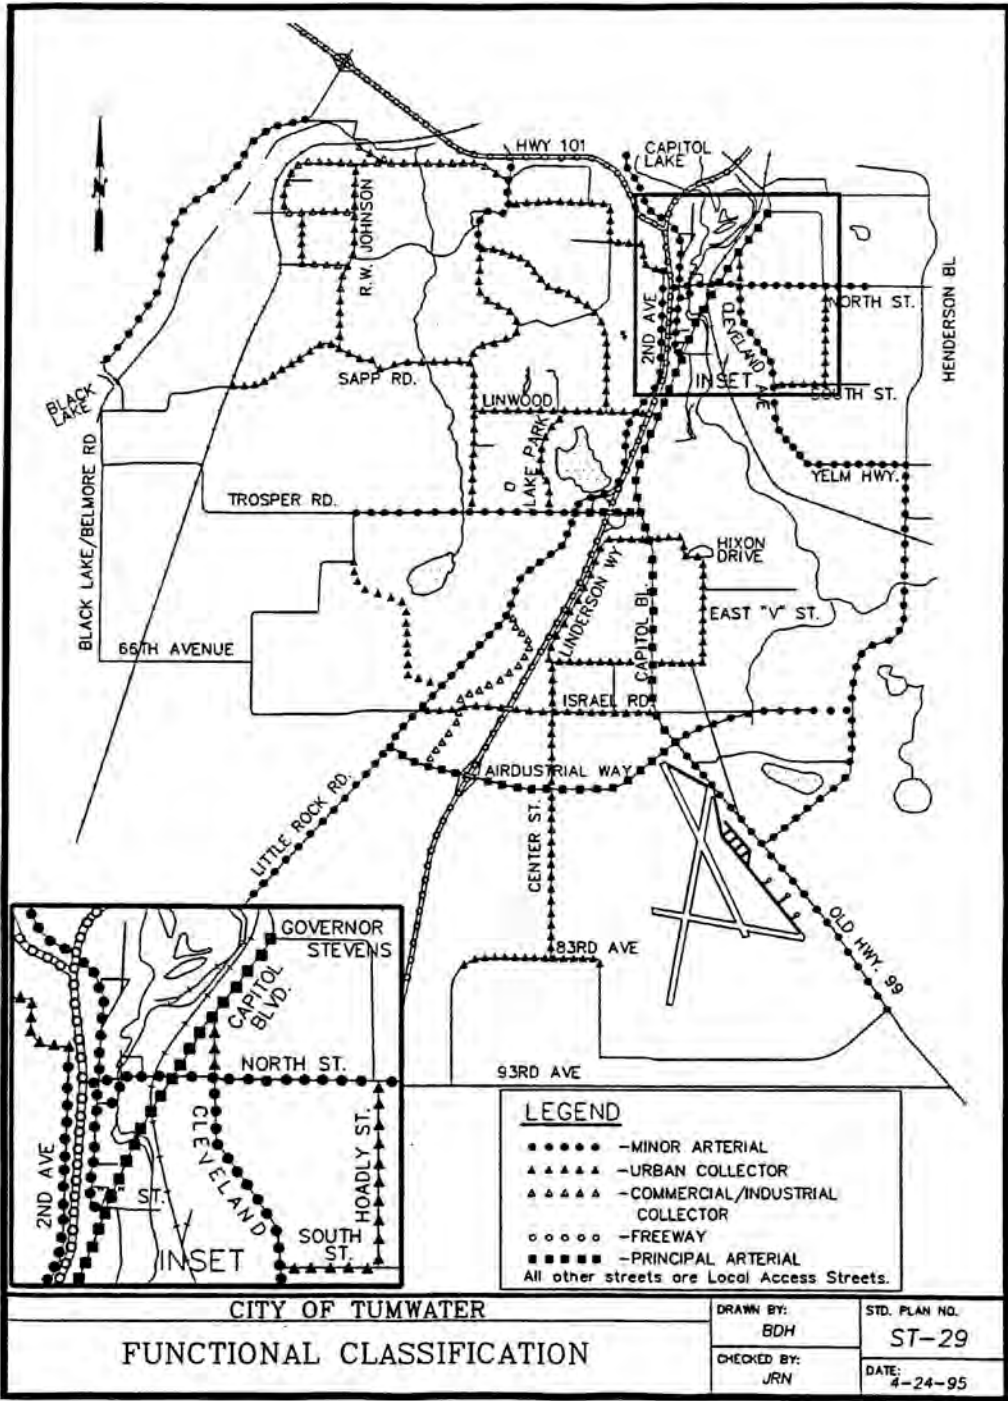 N
HWY 101
CAPITOL
LAKE
R.W. JOHNSON
2ND AVE
NORTH ST.
CLEVELAND AVE
HENDERSON BL
INSET
SOUTH ST.
BLACK
LAKE
SAPP RD.
LINWOOD
LAKE PARK
D
YELM HWY.
BLACK LAKE/BELMORE RD
TROSPER RD.
HIXON
DRIVE
LINDERSON WY
CAPITOL BL.
EAST "V" ST.
66TH AVENUE
ISRAEL RD.
AIRDUSTRIAL WAY
LITTLE ROCK RD.
CENTER ST.
OLD HWY. 99
83RD AVE
93RD AVE
GOVERNOR
STEVENS
CAPITOL
BLVD.
NORTH ST.
CLEVELAND
HOADLY ST.
2ND AVE
ST.
SOUTH
ST.
INSET
LEGEND
-MINOR ARTERIAL
-URBAN COLLECTOR
-COMMERCIAL/INDUSTRIAL
COLLECTOR
-FREEWAY
-PRINCIPAL ARTERIAL
All other streets are Local Access Streets.
CITY OF TUMWATER
FUNCTIONAL CLASSIFICATION
DRAWN BY:
BDH
CHECKED BY:
JRN
STD. PLAN NO.
ST-29
DATE:
4-24-95